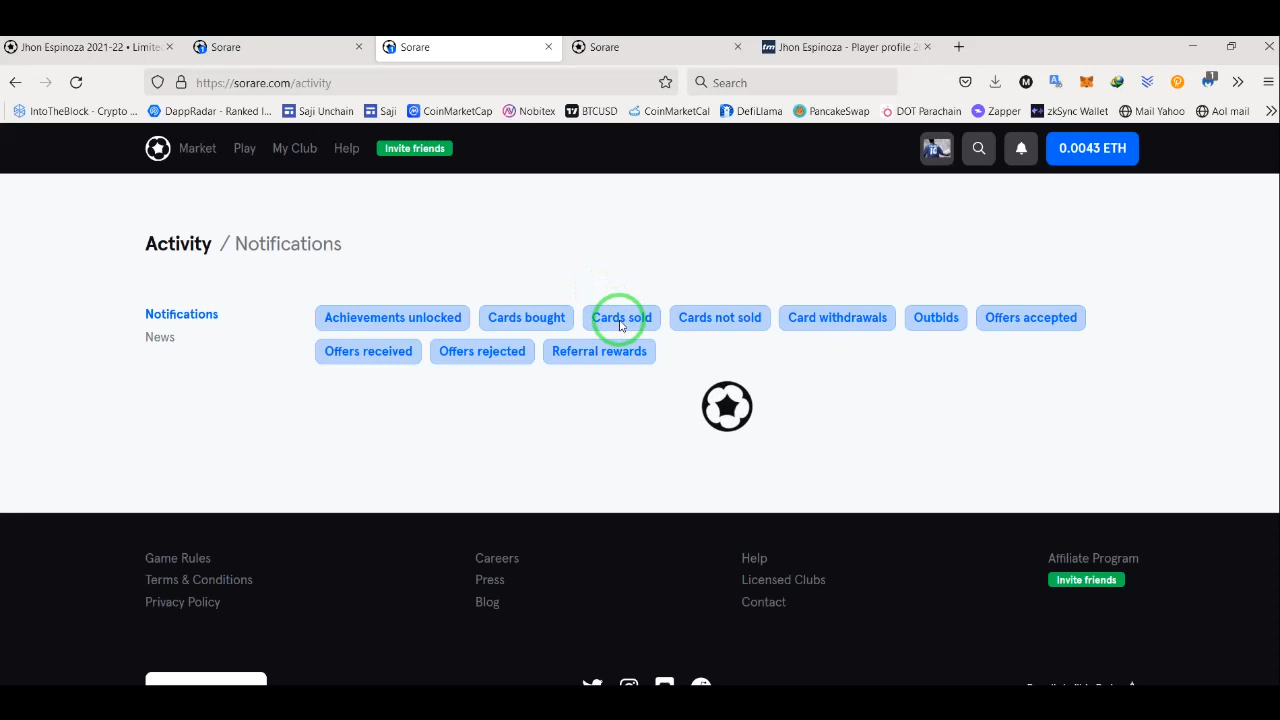 Jhon Espinoza 2021-22 • Limite
Sorare
Sorare
Sorare
tm Jhon Espinoza - Player profile 2
https://sorare.com/activity
Search
M
1
IntoTheBlock - Crypto ...
DappRadar - Ranked l...
Saji Unchain
Saji
CoinMarketCap
Nobitex
BTCUSD
CoinMarketCal
DefiLlama
PancakeSwap
DOT Parachain
Zapper
zkSync Wallet
Mail Yahoo
Aol mail
Market
Play
My Club
Help
Invite friends
0.0043 ETH
Activity / Notifications
Notifications
News
Achievements unlocked
Cards bought
Cards sold
Cards not sold
Card withdrawals
Outbids
Offers accepted
Offers received
Offers rejected
Referral rewards
Game Rules
Careers
Help
Affiliate Program
Terms & Conditions
Press
Licensed Clubs
Invite friends
Privacy Policy
Blog
Contact